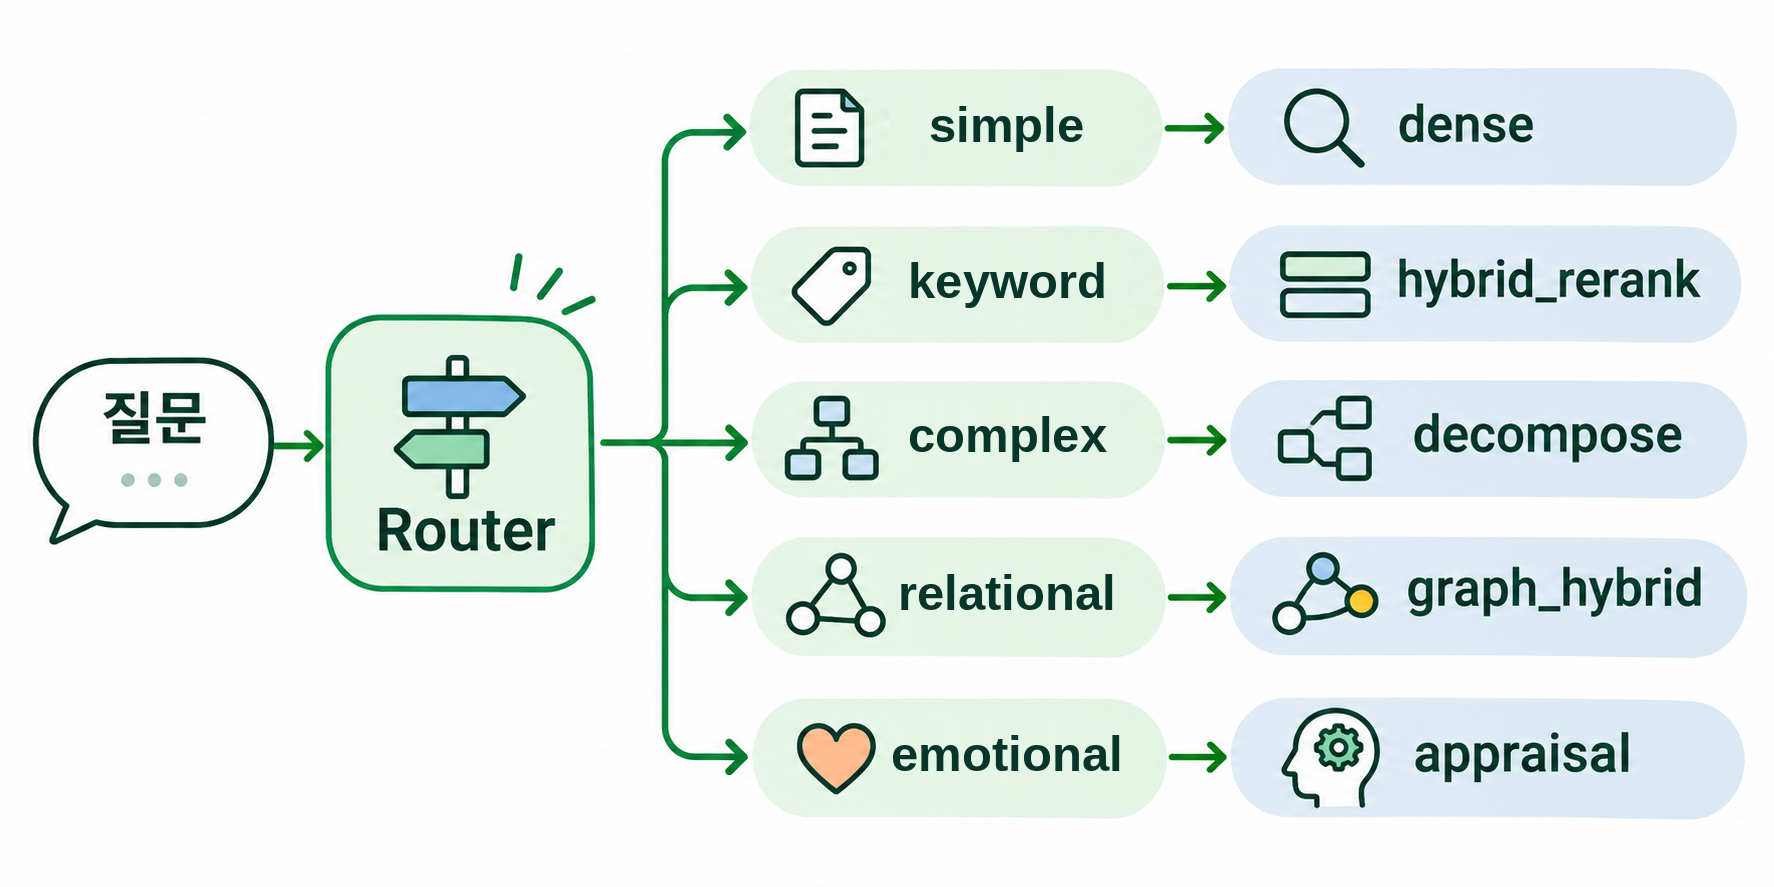 질문
Router
simple
dense
keyword
hybrid_rerank
complex
decompose
relational
graph_hybrid
emotional
appraisal